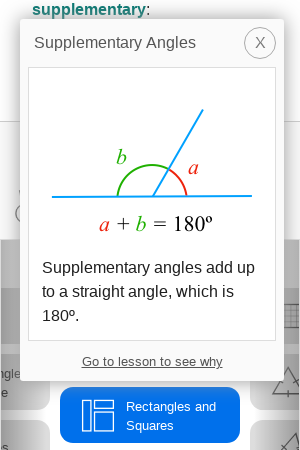 supplementary:
Supplementary Angles
X
b
a
a + b = 180º
Supplementary angles add up
to a straight angle, which is
180º.
Go to lesson to see why
Rectangles and
Squares